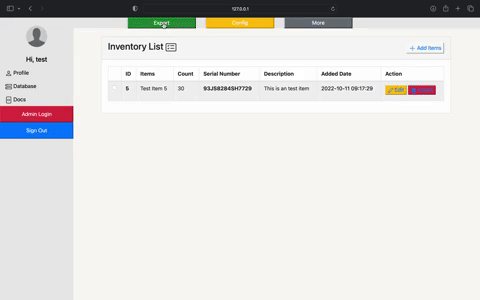 127.0.0.1
Export
Config
More
Hi, test
Profile
Database
Docs
Admin Login
Sign Out
Inventory List
+ Add Items
ID Items Count Serial Number Description Added Date Action
5 Test Item 5 30 93JS8284SH7729 This is an test item 2022-10-11 09:17:29 Edit